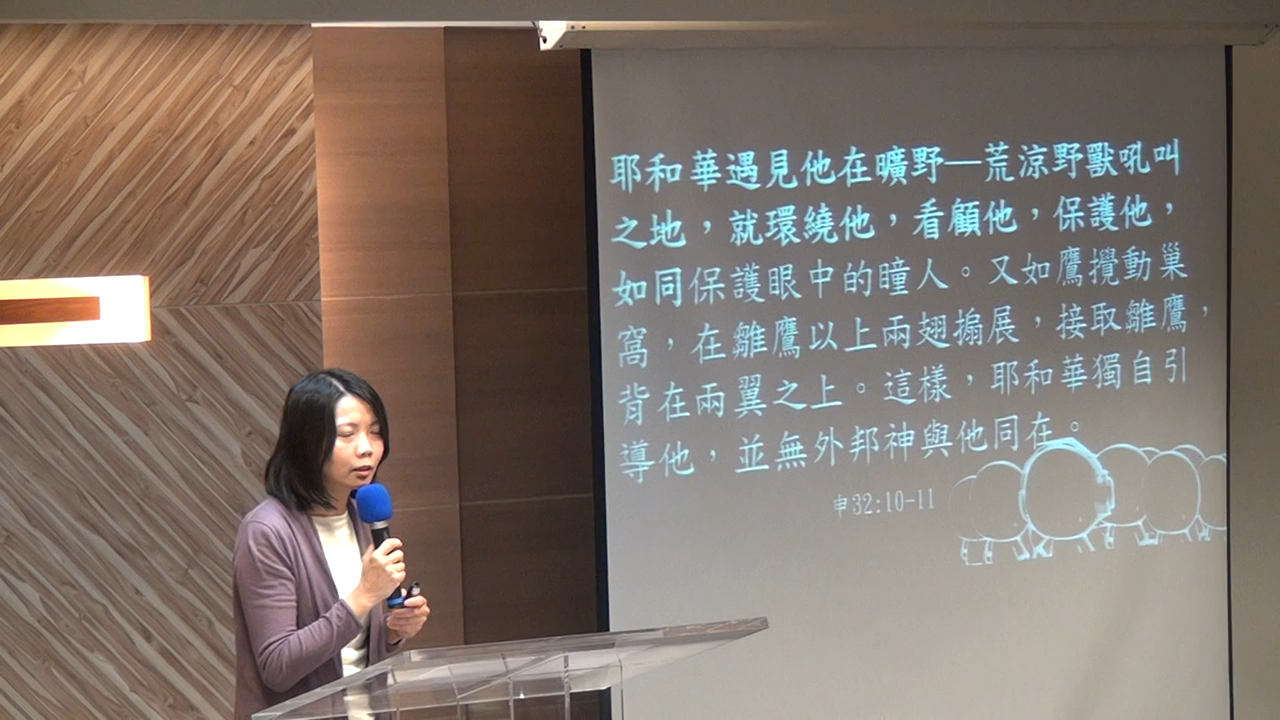 耶和華遇見他在曠野—荒涼野獸吼叫
之地，就環繞他，看顧他，保護他，
如同保護眼中的瞳人。又如鷹攪動巢
窩，在雛鷹以上兩翅搧展，接取雛鷹，
背在兩翼之上。這樣，耶和華獨自引
導他，並無外邦神與他同在。
申32:10-11